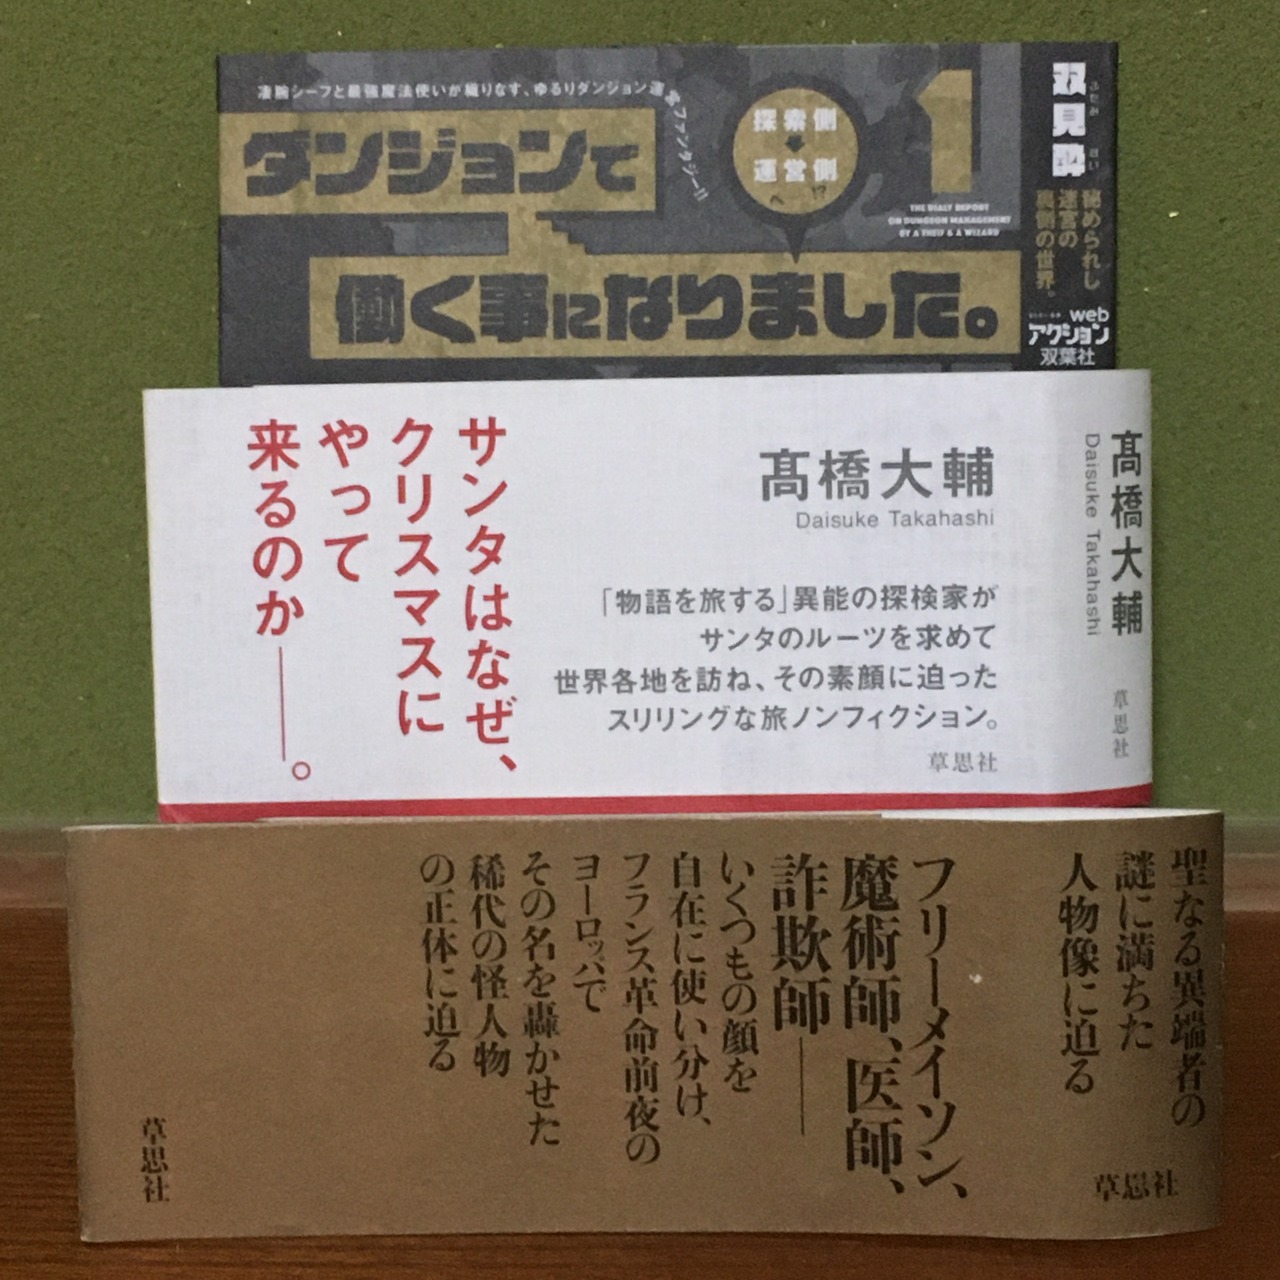 凄腕シーフと最強魔法使いが織りなす、ゆるりダンジョン運営ファンタジー!!
ダンジョンで
働く事になりました。
探索側
運営側
へ!?
1
THE DIALY REPORT
ON DUNGEON MANAGEMENT
BY A THEIF & A WIZARD
双見酔
ふたみ
すい
秘められし
迷宮の
裏側の世界。
web
アクション
双葉社
サンタはなぜ、
クリスマスに
やって
来るのか――。
髙橋大輔
Daisuke Takahashi
「物語を旅する」異能の探検家が
サンタのルーツを求めて
世界各地を訪ね、その素顔に迫った
スリリングな旅ノンフィクション。
草思社
髙橋大輔
Daisuke Takahashi
草思社
聖なる異端者の
謎に満ちた
人物像に迫る
草思社
フリーメイソン、
魔術師、医師、
詐欺師――
いくつもの顔を
自在に使い分け、
フランス革命前夜の
ヨーロッパで
その名を轟かせた
稀代の怪人物
の正体に迫る
草思社